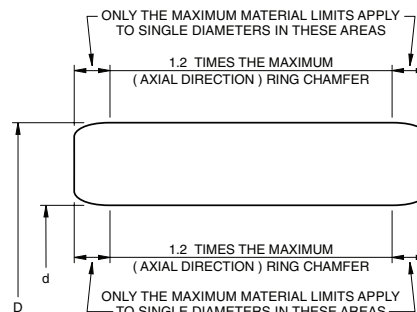 ONLY THE MAXIMUM MATERIAL LIMITS APPLY
TO SINGLE DIAMETERS IN THESE AREAS
1.2 TIMES THE MAXIMUM
( AXIAL DIRECTION ) RING CHAMFER
1.2 TIMES THE MAXIMUM
( AXIAL DIRECTION ) RING CHAMFER
d
D
ONLY THE MAXIMUM MATERIAL LIMITS APPLY
TO SINGLE DIAMETERS IN THESE AREAS